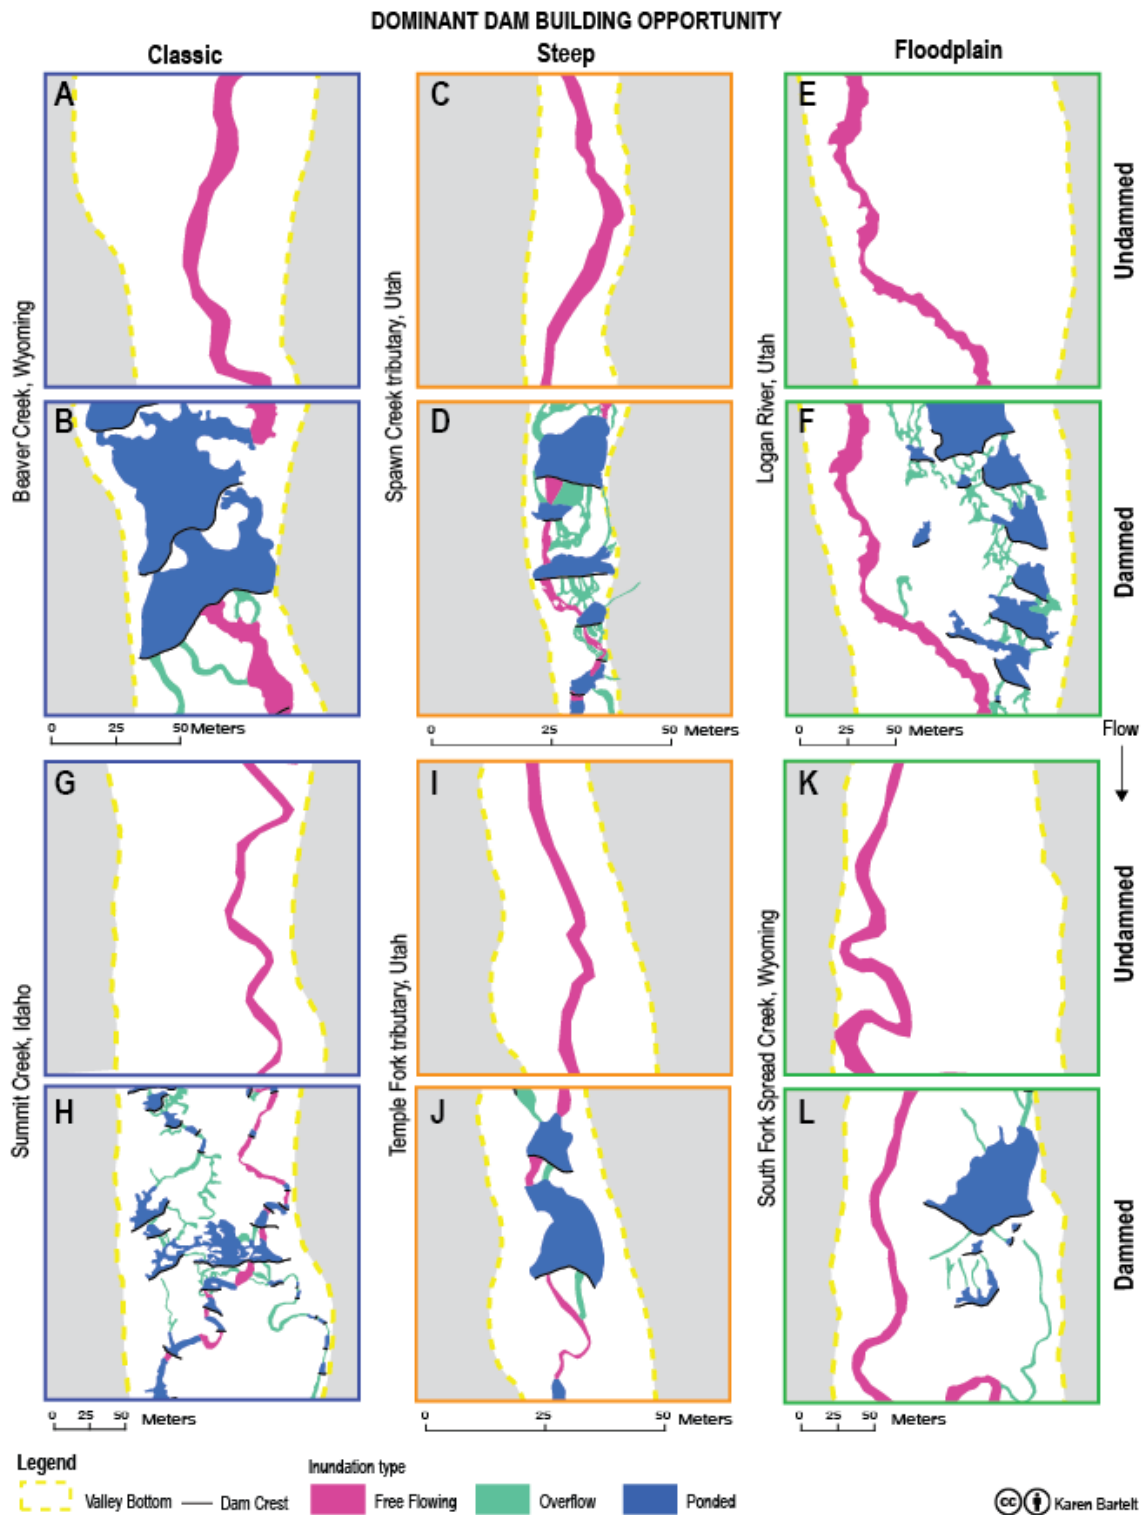 DOMINANT DAM BUILDING OPPORTUNITY
Classic
Steep
Floodplain
A
C
E
Undammed
B
D
F
Dammed
Beaver Creek, Wyoming
Spawn Creek tributary, Utah
Logan River, Utah
0 25 50 Meters
0 25 50 Meters
0 25 50 Meters
Flow
G
I
K
Undammed
H
J
L
Dammed
Summit Creek, Idaho
Temple Fork tributary, Utah
South Fork Spread Creek, Wyoming
0 25 50 Meters
0 25 50 Meters
0 25 50 Meters
Legend
Inundation type
Valley Bottom
Dam Crest
Free Flowing
Overflow
Ponded
cc
Karen Bartelt